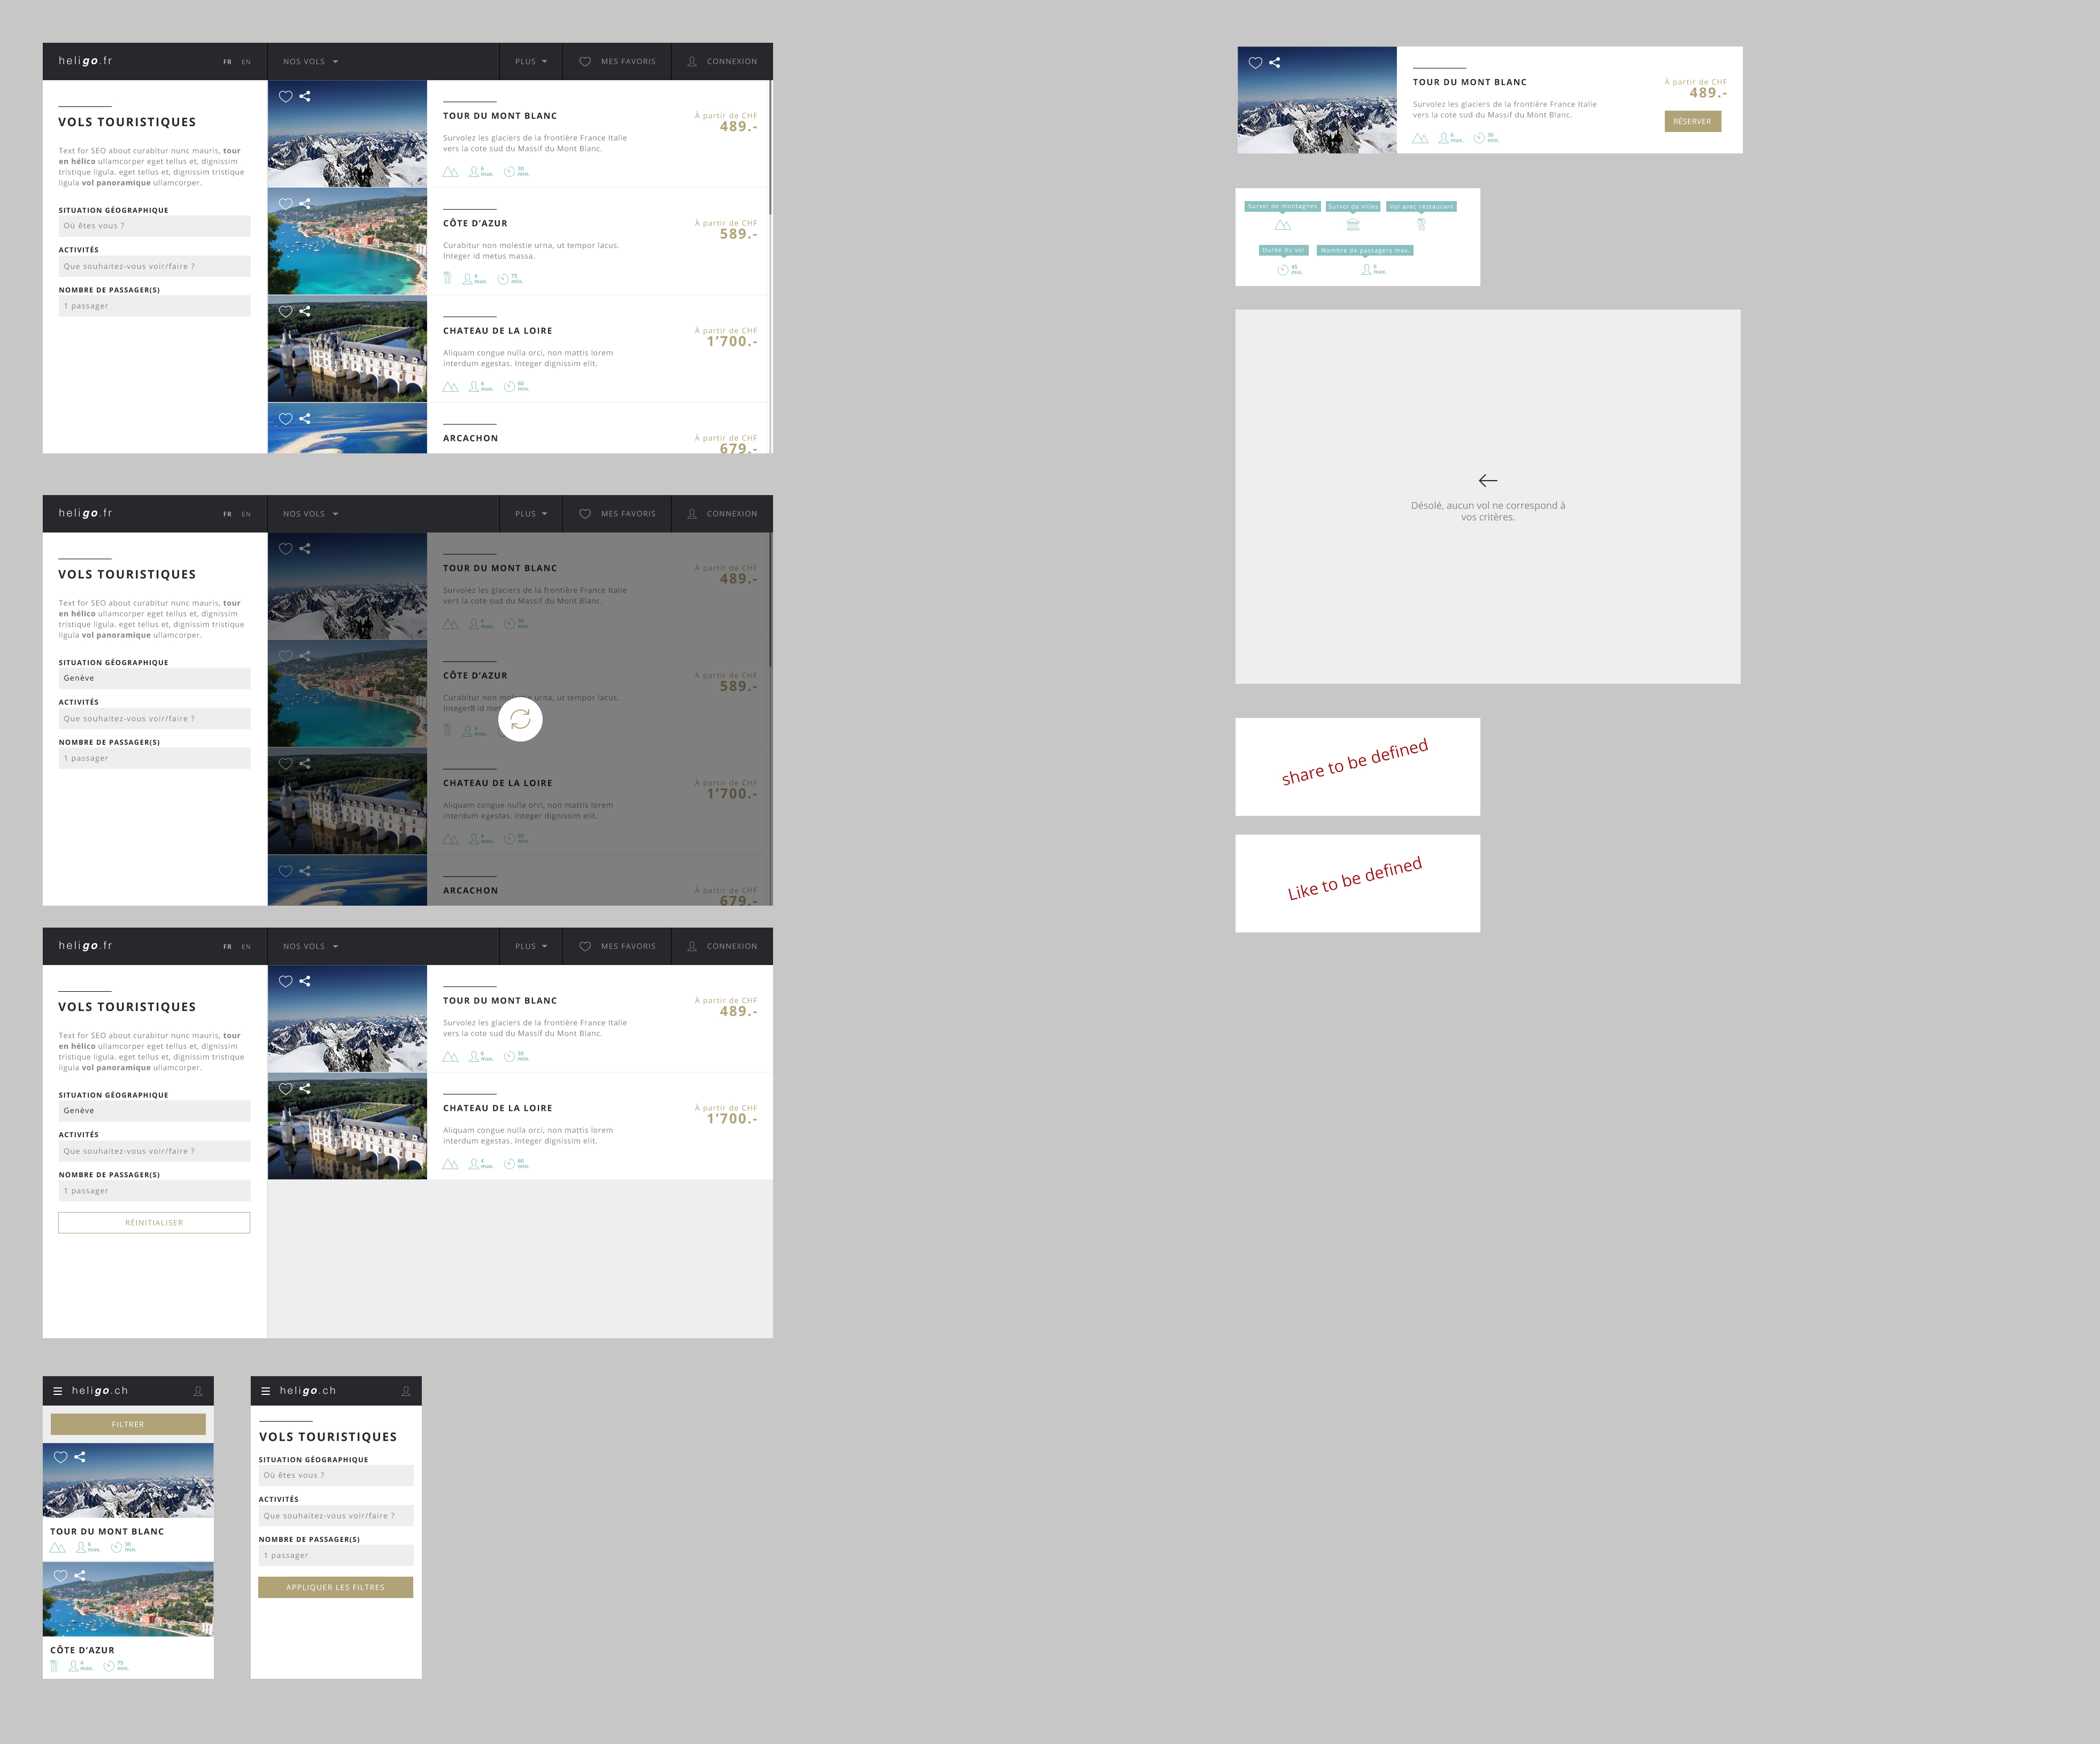 heligo.fr FR EN NOS VOLS PLUS MES FAVORIS CONNEXION
VOLS TOURISTIQUES
Text for SEO about curabitur nunc mauris, tour
en hélico ullamcorper eget tellus et, dignissim
tristique ligula. eget tellus et, dignissim tristique
ligula vol panoramique ullamcorper.
SITUATION GÉOGRAPHIQUE
Où êtes vous ?
ACTIVITÉS
Que souhaitez-vous voir/faire ?
NOMBRE DE PASSAGER(S)
1 passager
TOUR DU MONT BLANC
À partir de CHF
489.-
Survolez les glaciers de la frontière France Italie
vers la cote sud du Massif du Mont Blanc.
6 max. 30 min.
CÔTE D'AZUR
À partir de CHF
589.-
Curabitur non molestie urna, ut tempor lacus.
Integer id metus massa.
4 max. 75 min.
CHATEAU DE LA LOIRE
À partir de CHF
1'700.-
Aliquam congue nulla orci, non mattis lorem
interdum egestas. Integer dignissim elit.
4 max. 60 min.
ARCACHON
À partir de CHF
679.-
heligo.fr FR EN NOS VOLS PLUS MES FAVORIS CONNEXION
VOLS TOURISTIQUES
Text for SEO about curabitur nunc mauris, tour
en hélico ullamcorper eget tellus et, dignissim
tristique ligula. eget tellus et, dignissim tristique
ligula vol panoramique ullamcorper.
SITUATION GÉOGRAPHIQUE
Genève
ACTIVITÉS
Que souhaitez-vous voir/faire ?
NOMBRE DE PASSAGER(S)
1 passager
TOUR DU MONT BLANC
À partir de CHF
489.-
Survolez les glaciers de la frontière France Italie
vers la cote sud du Massif du Mont Blanc.
6 max. 30 min.
CÔTE D'AZUR
À partir de CHF
589.-
Curabitur non molestie urna, ut tempor lacus.
id
4 max.
CHATEAU DE LA LOIRE
À partir de CHF
1'700.-
Aliquam congue nulla orci, non mattis lorem
interdum egestas. Integer dignissim elit.
4 max. 60 min.
ARCACHON
À partir de CHF
679.-
heligo.fr FR EN NOS VOLS PLUS MES FAVORIS CONNEXION
VOLS TOURISTIQUES
Text for SEO about curabitur nunc mauris, tour
en hélico ullamcorper eget tellus et, dignissim
tristique ligula. eget tellus et, dignissim tristique
ligula vol panoramique ullamcorper.
SITUATION GÉOGRAPHIQUE
Genève
ACTIVITÉS
Que souhaitez-vous voir/faire ?
NOMBRE DE PASSAGER(S)
1 passager
RÉINITIALISER
TOUR DU MONT BLANC
À partir de CHF
489.-
Survolez les glaciers de la frontière France Italie
vers la cote sud du Massif du Mont Blanc.
6 max. 30 min.
CHATEAU DE LA LOIRE
À partir de CHF
1'700.-
Aliquam congue nulla orci, non mattis lorem
interdum egestas. Integer dignissim elit.
4 max. 60 min.
heligo.ch
FILTRER
TOUR DU MONT BLANC
6 max. 30 min.
CÔTE D'AZUR
4 max. 75 min.
heligo.ch
VOLS TOURISTIQUES
SITUATION GÉOGRAPHIQUE
Où êtes vous ?
ACTIVITÉS
Que souhaitez-vous voir/faire ?
NOMBRE DE PASSAGER(S)
1 passager
APPLIQUER LES FILTRES
TOUR DU MONT BLANC
À partir de CHF
489.-
Survolez les glaciers de la frontière France Italie
vers la cote sud du Massif du Mont Blanc.
RÉSERVER
6 max. 30 min.
Survol de montagnes Survol de villes Vol avec restaurant
Durée du vol Nombre de passagers max.
45 min. 6 max.
Désolé, aucun vol ne correspond à
vos critères.
share to be defined
Like to be defined